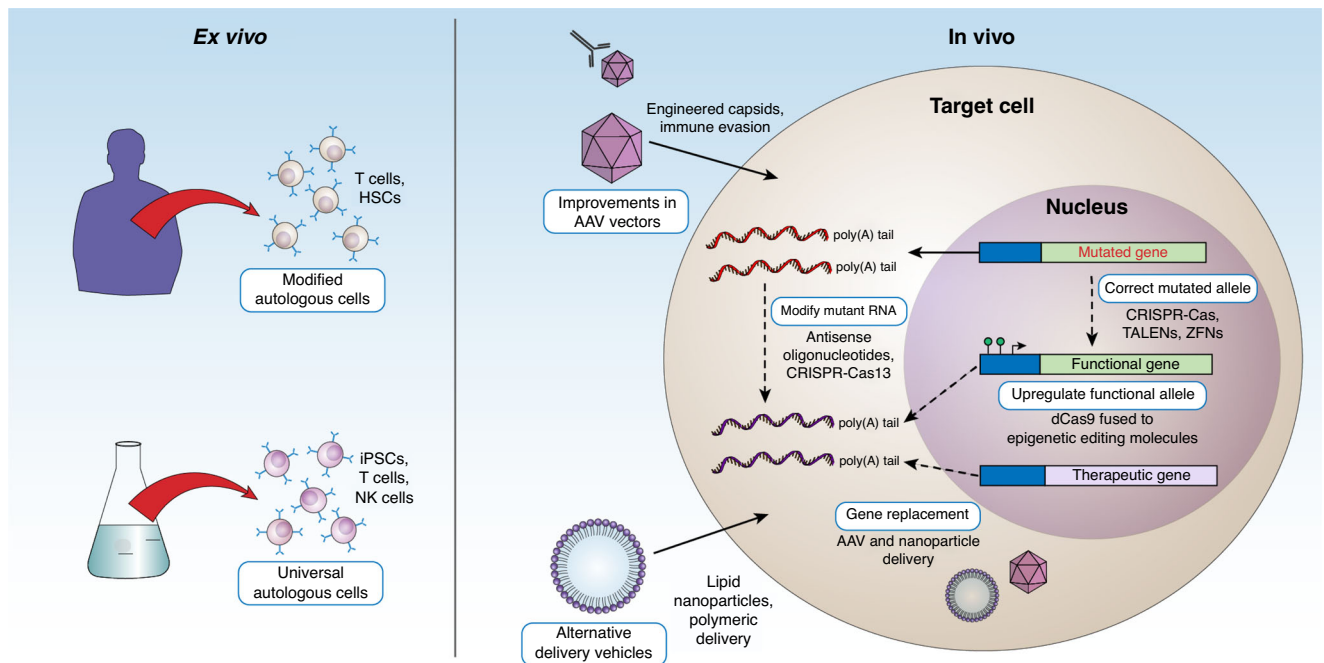 Ex vivo
T cells,
HSCs
Modified
autologous cells
iPSCs,
T cells,
NK cells
Universal
autologous cells
In vivo
Engineered capsids,
immune evasion
Improvements in
AAV vectors
Target cell
Nucleus
poly(A) tail
poly(A) tail
Mutated gene
Correct mutated allele
CRISPR-Cas,
TALENs, ZFNs
Modify mutant RNA
Antisense
oligonucleotides,
CRISPR-Cas13
Functional gene
Upregulate functional allele
dCas9 fused to
epigenetic editing molecules
poly(A) tail
poly(A) tail
Therapeutic gene
Gene replacement
AAV and nanoparticle
delivery
Lipid
nanoparticles,
polymeric
delivery
Alternative
delivery vehicles